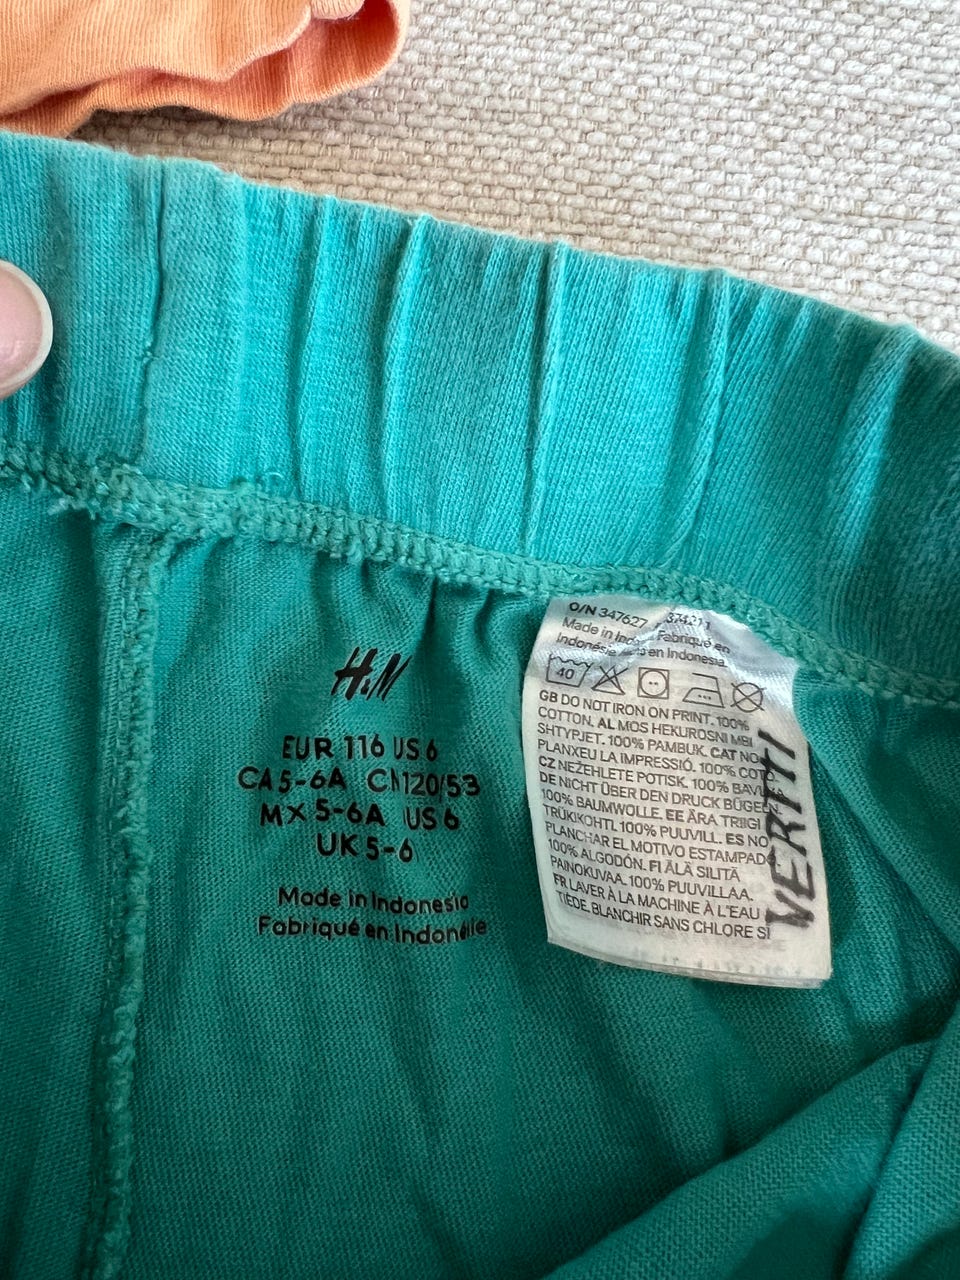 H&M
EUR 116 US 6
CA 5-6A CN 120/53
MX 5-6A US 6
UK 5-6
Made in Indonesia
Fabriqué en Indonésie
O/N 347627
Made in Fabriqué en
Indonésie en Indonesia.
40
GB DO NOT IRON ON PRINT. 100%
COTTON. AL MOS HEKUROSNI MBI
SHTYPJET. 100% PAMBUK. CAT NO
PLANXEU LA IMPRESSIÓ. 100% COTÓ.
CZ NEŽEHLETE POTISK. 100% BAVLNA.
DE NICHT ÜBER DEN DRUCK BÜGELN.
100% BAUMWOLLE. EE ÄRA TRIIGI
TRÜKIKOHTI. 100% PUUVILL. ES NO
PLANCHAR EL MOTIVO ESTAMPADO
100% ALGODÓN. FI ÄLÄ SILITÄ
PAINOKUVAA. 100% PUUVILLAA.
FR LAVER À LA MACHINE À L'EAU
TIÈDE. BLANCHIR SANS CHLORE SI
VERTTI